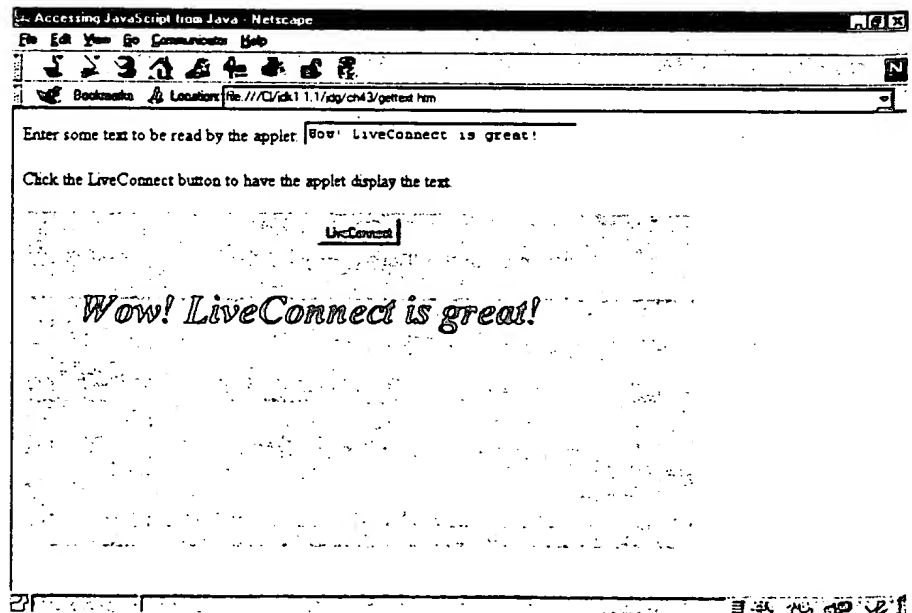 Accessing JavaScript from Java - Netscape
File Edit View Go Communicator Help
Bookmarks Location: file:///C|/jdk1.1.1/jdg/ch43/gettext.htm
Enter some text to be read by the applet: Wow! LiveConnect is great!
Click the LiveConnect button to have the applet display the text.
LiveConnect
Wow! LiveConnect is great!